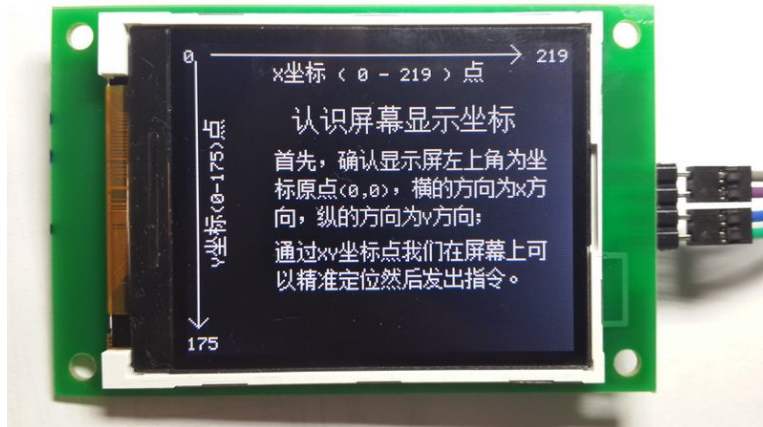 0 219
X坐标（0-219）点
Y坐标(0-175)点
认识屏幕显示坐标
首先，确认显示屏左上角为坐
标原点(0,0)，横的方向为x方
向，纵的方向为y方向；
通过xy坐标点我们在屏幕上可
以精准定位然后发出指令。
175